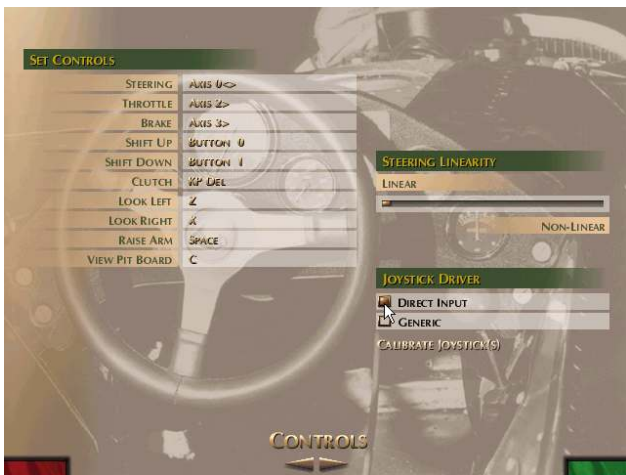 SET CONTROLS
STEERING AXIS 0<>
THROTTLE AXIS 2>
BRAKE AXIS 3>
SHIFT UP BUTTON 0
SHIFT DOWN BUTTON 1
CLUTCH KP DEL
LOOK LEFT Z
LOOK RIGHT X
RAISE ARM SPACE
VIEW PIT BOARD C
STEERING LINEARITY
LINEAR
NON-LINEAR
JOYSTICK DRIVER
DIRECT INPUT
GENERIC
CALIBRATE JOYSTICK(S)
CONTROLS